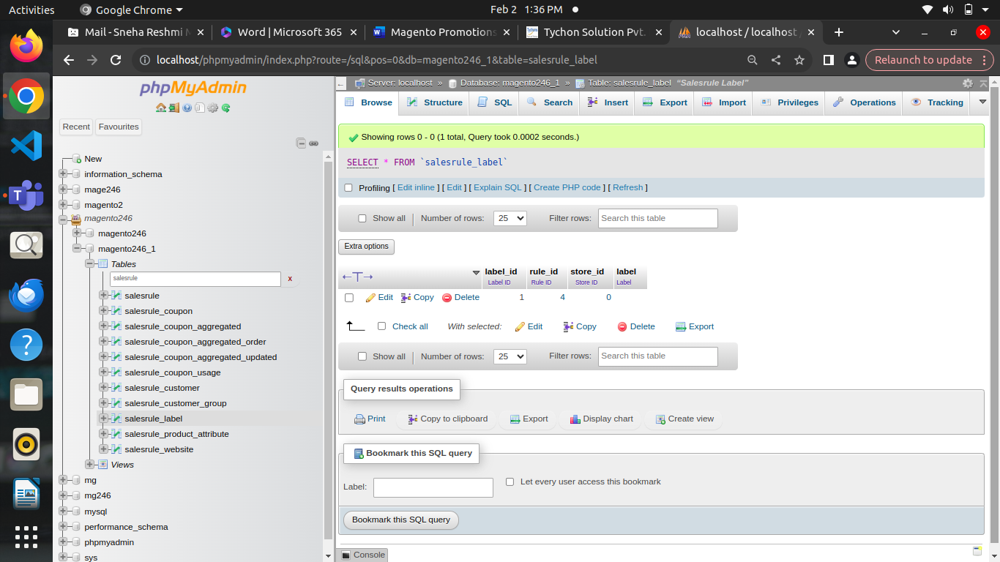 Activities Google Chrome Feb 2 1:36 PM
Mail - Sneha Reshmi M Word | Microsoft 365 Magento Promotions Tychon Solution Pvt. localhost / localhost
localhost/phpmyadmin/index.php?route=/sql&pos=0&db=magento246_1&table=salesrule_label Relaunch to update
phpMyAdmin
Recent Favourites
New
information_schema
mage246
magento2
magento246
magento246
magento246_1
Tables
salesrule x
salesrule
salesrule_coupon
salesrule_coupon_aggregated
salesrule_coupon_aggregated_order
salesrule_coupon_aggregated_updated
salesrule_coupon_usage
salesrule_customer
salesrule_customer_group
salesrule_label
salesrule_product_attribute
salesrule_website
Views
mg
mg246
mysql
performance_schema
phpmyadmin
sys
Server: localhost » Database: magento246_1 » Table: salesrule_label “Salesrule Label”
Browse Structure SQL Search Insert Export Import Privileges Operations Tracking
Showing rows 0 - 0 (1 total, Query took 0.0002 seconds.)
SELECT * FROM `salesrule_label`
Profiling [ Edit inline ] [ Edit ] [ Explain SQL ] [ Create PHP code ] [ Refresh ]
Show all Number of rows: 25 Filter rows: Search this table
Extra options
←T→ label_id rule_id store_id label
Label ID Rule ID Store ID Label
Edit Copy Delete 1 4 0
Check all With selected: Edit Copy Delete Export
Show all Number of rows: 25 Filter rows: Search this table
Query results operations
Print Copy to clipboard Export Display chart Create view
Bookmark this SQL query
Label: Let every user access this bookmark
Bookmark this SQL query
Console